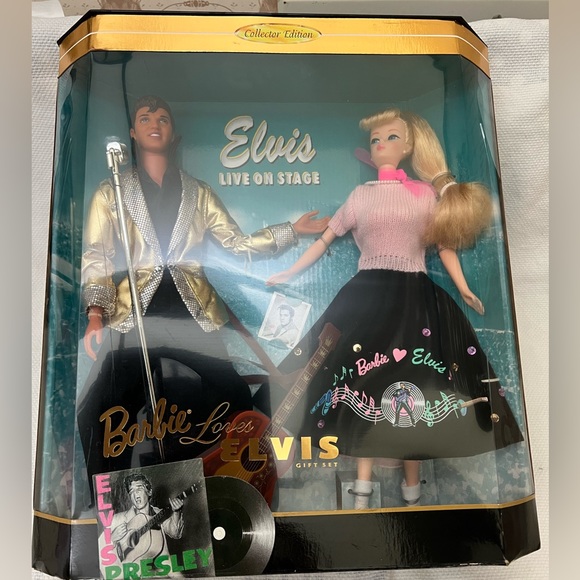 Collector Edition
Elvis
LIVE ON STAGE
Barbie ♥ Elvis
Barbie Loves
ELVIS
GIFT SET
ELVIS
PRESLEY